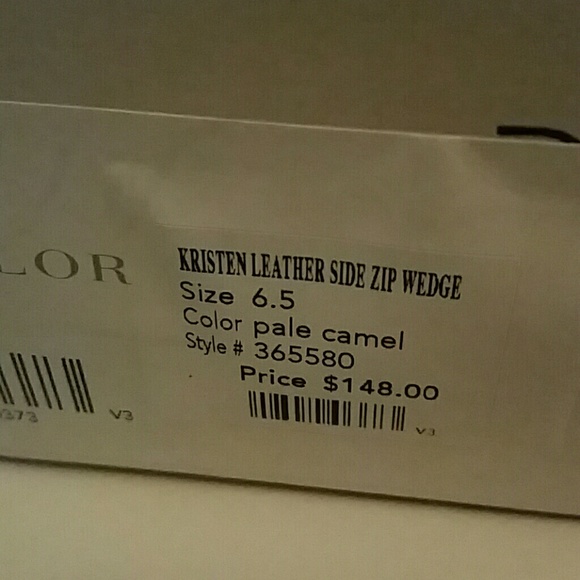 LOR
KRISTEN LEATHER SIDE ZIP WEDGE
Size 6.5
Color pale camel
Style # 365580
Price $148.00
373 V3
V3